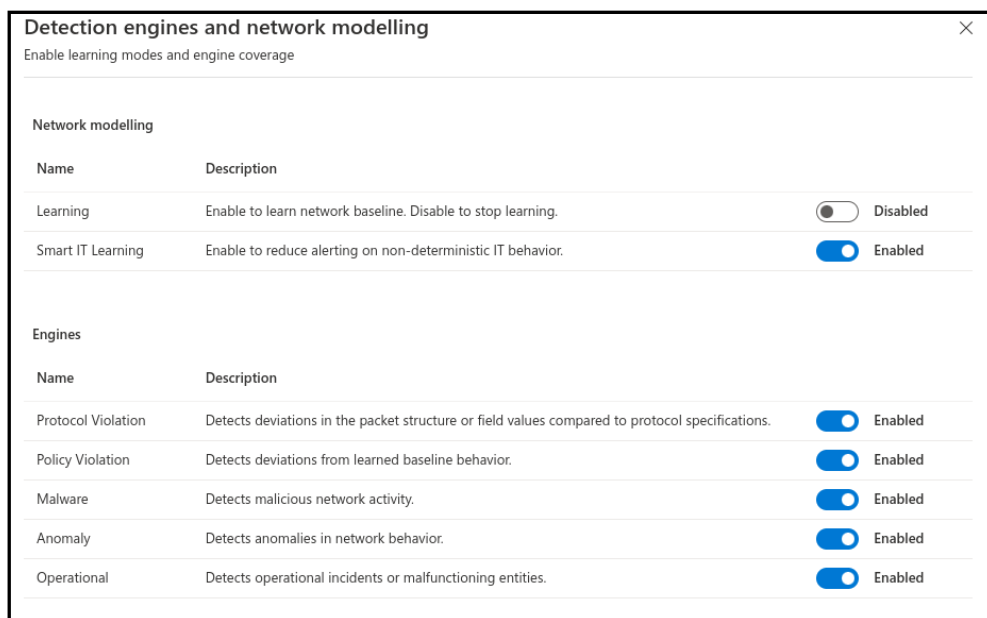 Detection engines and network modelling
Enable learning modes and engine coverage
Network modelling
Name Description
Learning Enable to learn network baseline. Disable to stop learning. Disabled
Smart IT Learning Enable to reduce alerting on non-deterministic IT behavior. Enabled
Engines
Name Description
Protocol Violation Detects deviations in the packet structure or field values compared to protocol specifications. Enabled
Policy Violation Detects deviations from learned baseline behavior. Enabled
Malware Detects malicious network activity. Enabled
Anomaly Detects anomalies in network behavior. Enabled
Operational Detects operational incidents or malfunctioning entities. Enabled